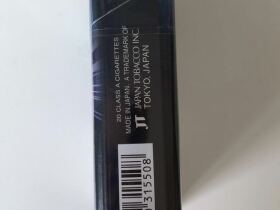 20 CLASS A CIGARETTES
MADE IN JAPAN. A TRADEMARK OF
JT JAPAN TOBACCO INC.
TOKYO, JAPAN
315508